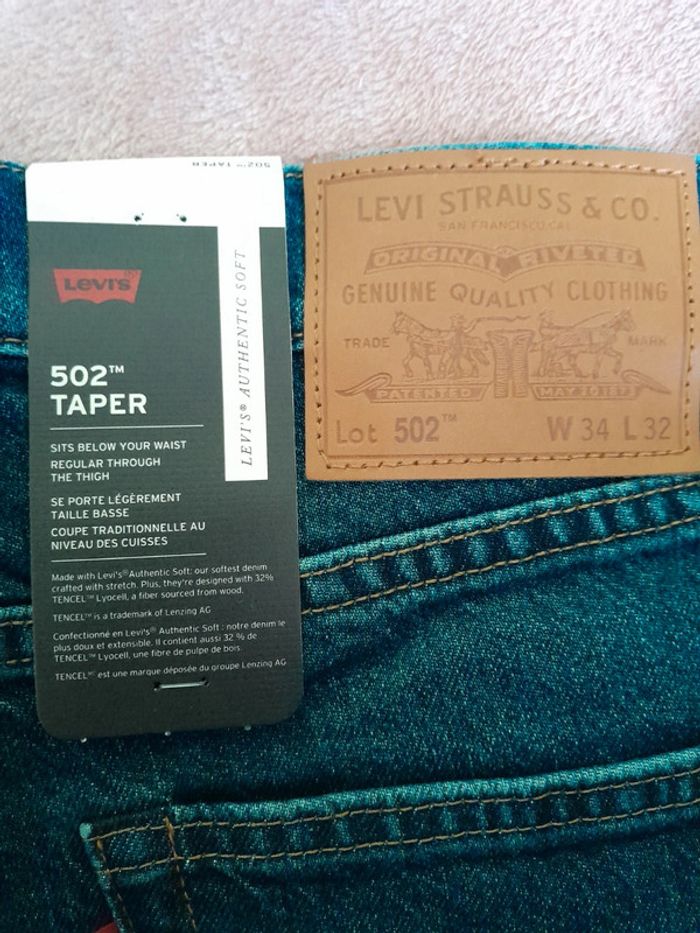 502™ TAPER
Levi's®
502™
TAPER
SITS BELOW YOUR WAIST
REGULAR THROUGH
THE THIGH
SE PORTE LÉGÈREMENT
TAILLE BASSE
COUPE TRADITIONNELLE AU
NIVEAU DES CUISSES
Made with Levi's® Authentic Soft: our softest denim
crafted with stretch. Plus, they're designed with 32%
TENCEL™ Lyocell, a fiber sourced from wood.
TENCEL™ is a trademark of Lenzing AG
Confectionné en Levi's® Authentic Soft : notre denim le
plus doux et extensible. Il contient aussi 32 % de
TENCEL™ Lyocell, une fibre de pulpe de bois.
TENCEL MC est une marque déposée du groupe Lenzing AG
LEVI'S® AUTHENTIC SOFT
LEVI STRAUSS & CO.
SAN FRANCISCO, CAL
ORIGINAL RIVETED
GENUINE QUALITY CLOTHING
TRADE MARK
PATENTED MAY 20 1873
Lot 502™ W 34 L 32